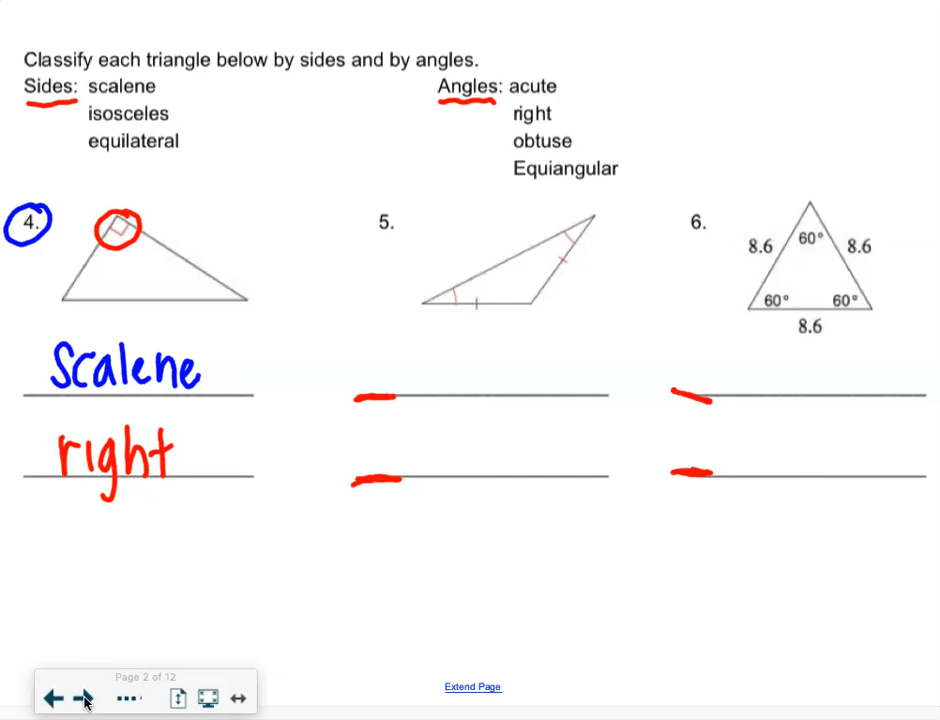 Classify each triangle below by sides and by angles.
Sides: scalene
isosceles
equilateral
Angles: acute
right
obtuse
Equiangular
4.
5.
6.
60°
8.6
8.6
60°
60°
8.6
Scalene
right
Page 2 of 12
Extend Page